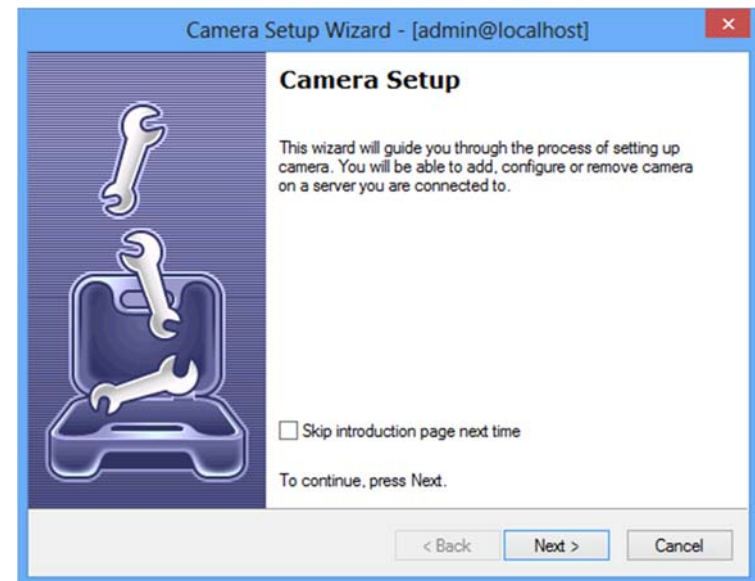 Camera Setup Wizard - [admin@localhost]
Camera Setup
This wizard will guide you through the process of setting up
camera. You will be able to add, configure or remove camera
on a server you are connected to.
Skip introduction page next time
To continue, press Next.
< Back Next > Cancel